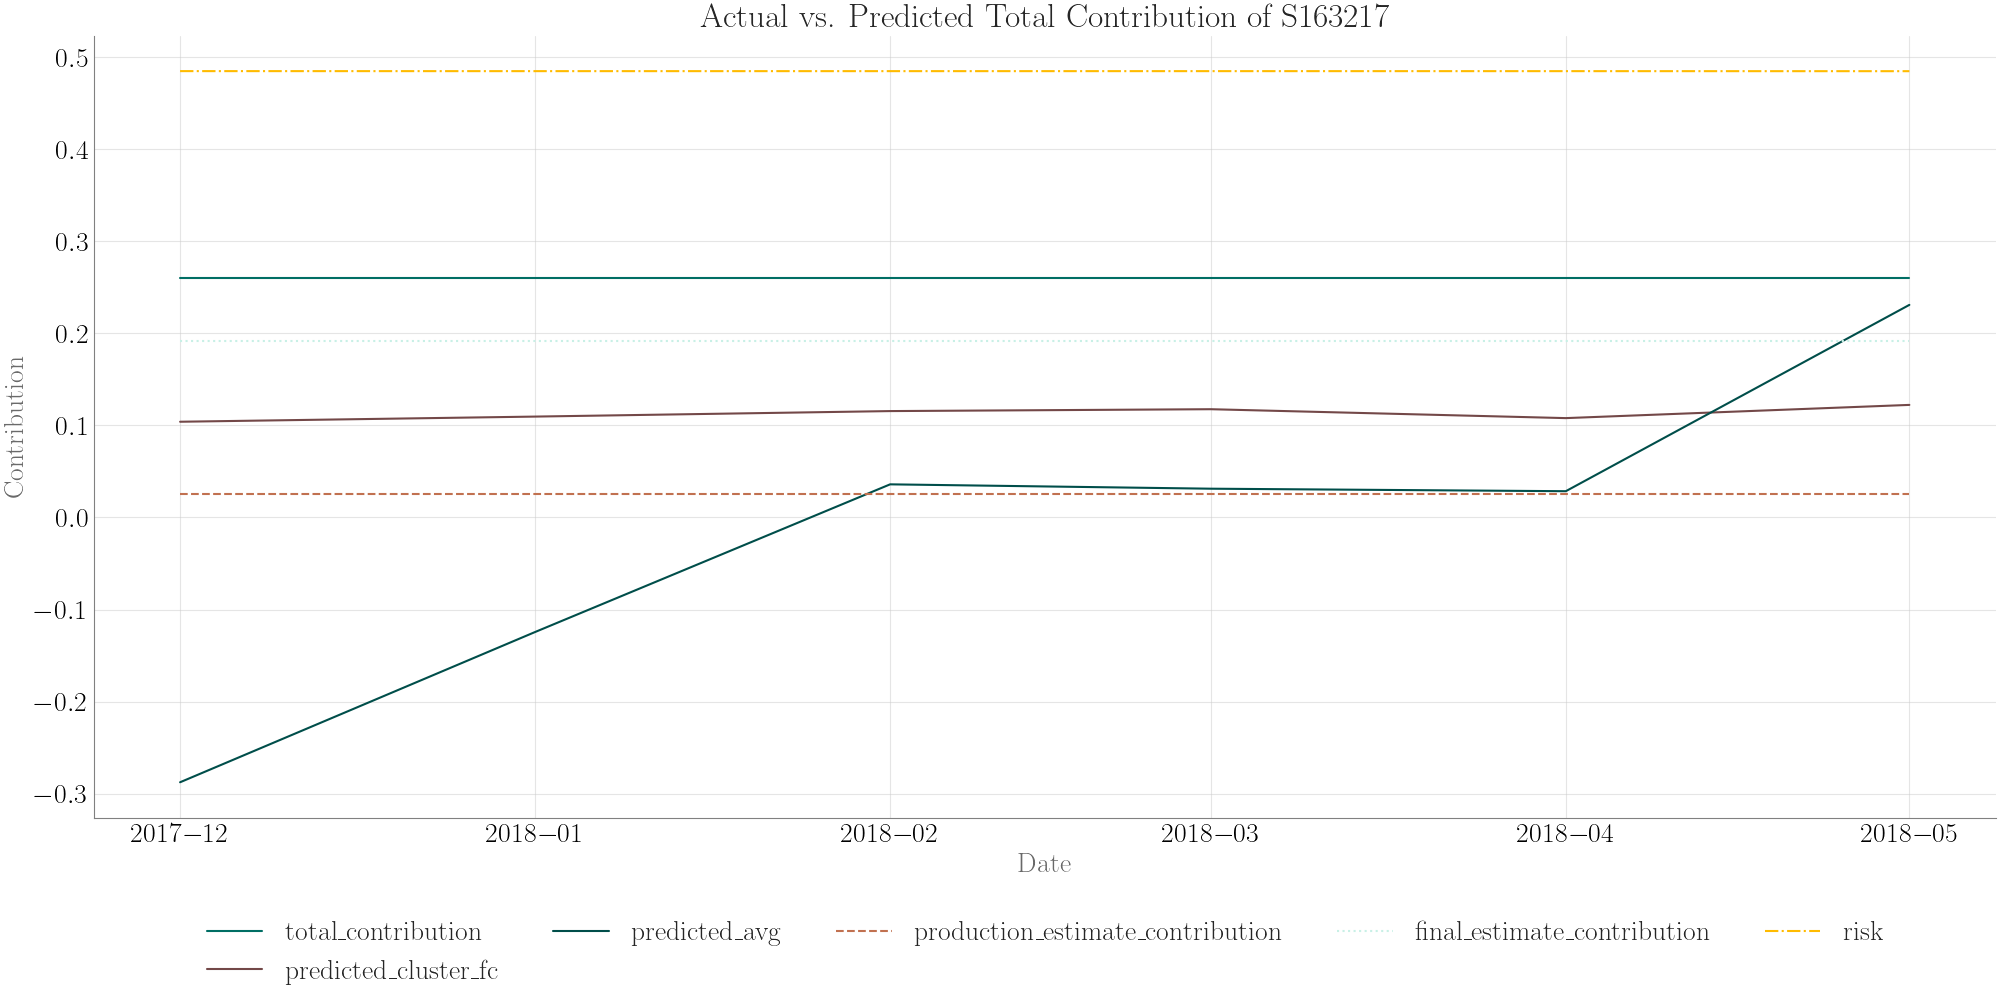 Actual vs. Predicted Total Contribution of S163217
0.5
0.4
0.3
0.2
0.1
0.0
−0.1
−0.2
−0.3
Contribution
2017−12 2018−01 2018−02 2018−03 2018−04 2018−05
Date
total_contribution predicted_avg production_estimate_contribution final_estimate_contribution risk
predicted_cluster_fc